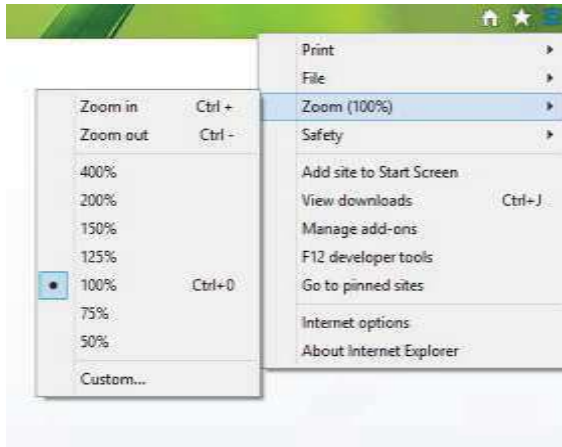 Print
File
Zoom (100%)
Safety
Add site to Start Screen
View downloads Ctrl+J
Manage add-ons
F12 developer tools
Go to pinned sites
Internet options
About Internet Explorer
Zoom in Ctrl +
Zoom out Ctrl -
400%
200%
150%
125%
100% Ctrl+0
75%
50%
Custom...